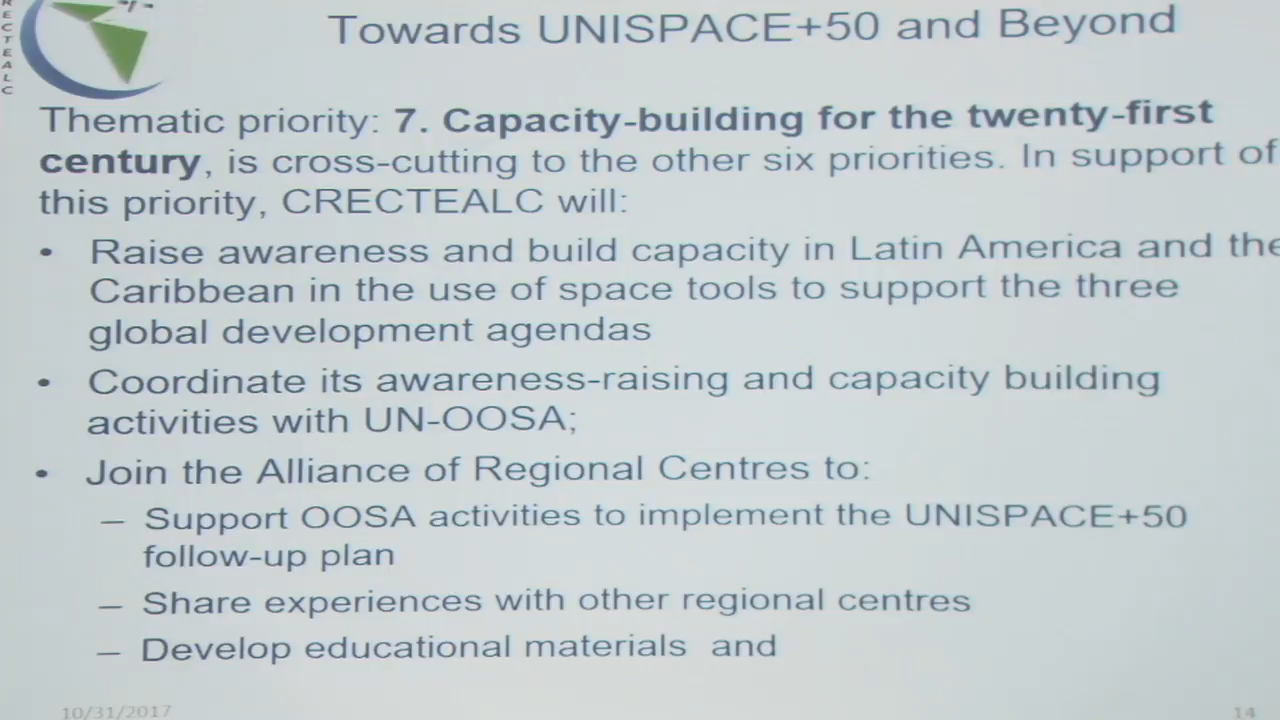 RECTEALC
Towards UNISPACE+50 and Beyond
Thematic priority: 7. Capacity-building for the twenty-first
century, is cross-cutting to the other six priorities. In support of
this priority, CRECTEALC will:
• Raise awareness and build capacity in Latin America and the
Caribbean in the use of space tools to support the three
global development agendas
• Coordinate its awareness-raising and capacity building
activities with UN-OOSA;
• Join the Alliance of Regional Centres to:
– Support OOSA activities to implement the UNISPACE+50
follow-up plan
– Share experiences with other regional centres
– Develop educational materials and
10/31/2017
14